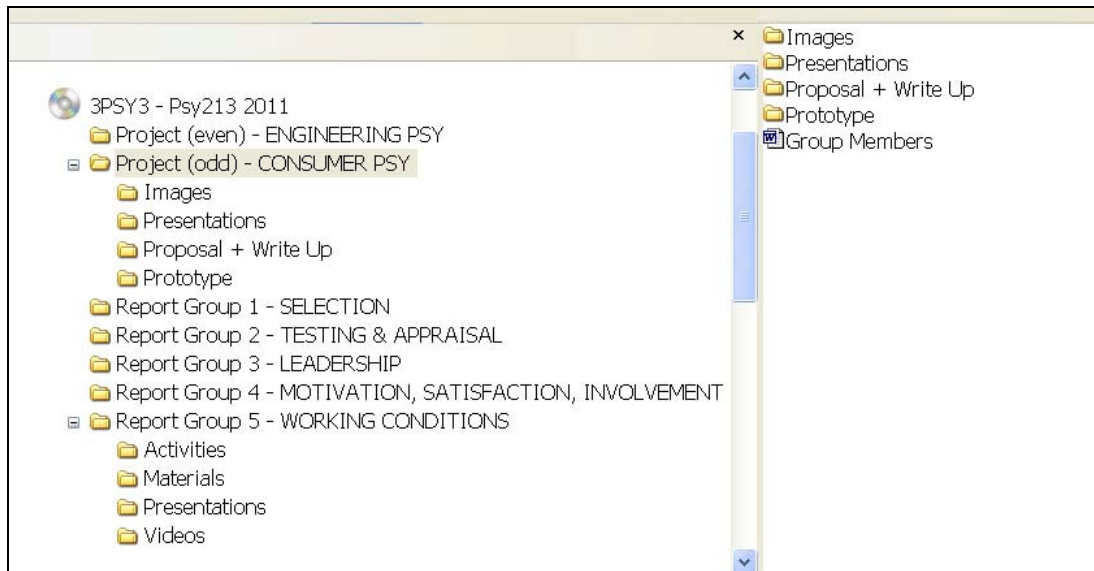 3PSY3 - Psy213 2011
Project (even) - ENGINEERING PSY
Project (odd) - CONSUMER PSY
Images
Presentations
Proposal + Write Up
Prototype
Report Group 1 - SELECTION
Report Group 2 - TESTING & APPRAISAL
Report Group 3 - LEADERSHIP
Report Group 4 - MOTIVATION, SATISFACTION, INVOLVEMENT
Report Group 5 - WORKING CONDITIONS
Activities
Materials
Presentations
Videos
Images
Presentations
Proposal + Write Up
Prototype
Group Members